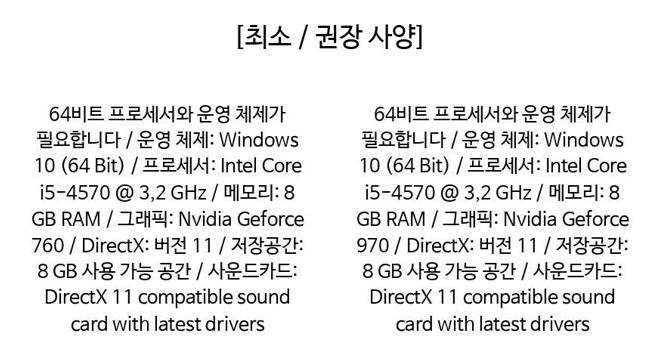 [최소 / 권장 사양]
64비트 프로세서와 운영 체제가
필요합니다 / 운영 체제: Windows
10 (64 Bit) / 프로세서: Intel Core
i5-4570 @ 3,2 GHz / 메모리: 8
GB RAM / 그래픽: Nvidia Geforce
760 / DirectX: 버전 11 / 저장공간:
8 GB 사용 가능 공간 / 사운드카드:
DirectX 11 compatible sound
card with latest drivers
64비트 프로세서와 운영 체제가
필요합니다 / 운영 체제: Windows
10 (64 Bit) / 프로세서: Intel Core
i5-4570 @ 3,2 GHz / 메모리: 8
GB RAM / 그래픽: Nvidia Geforce
970 / DirectX: 버전 11 / 저장공간:
8 GB 사용 가능 공간 / 사운드카드:
DirectX 11 compatible sound
card with latest drivers